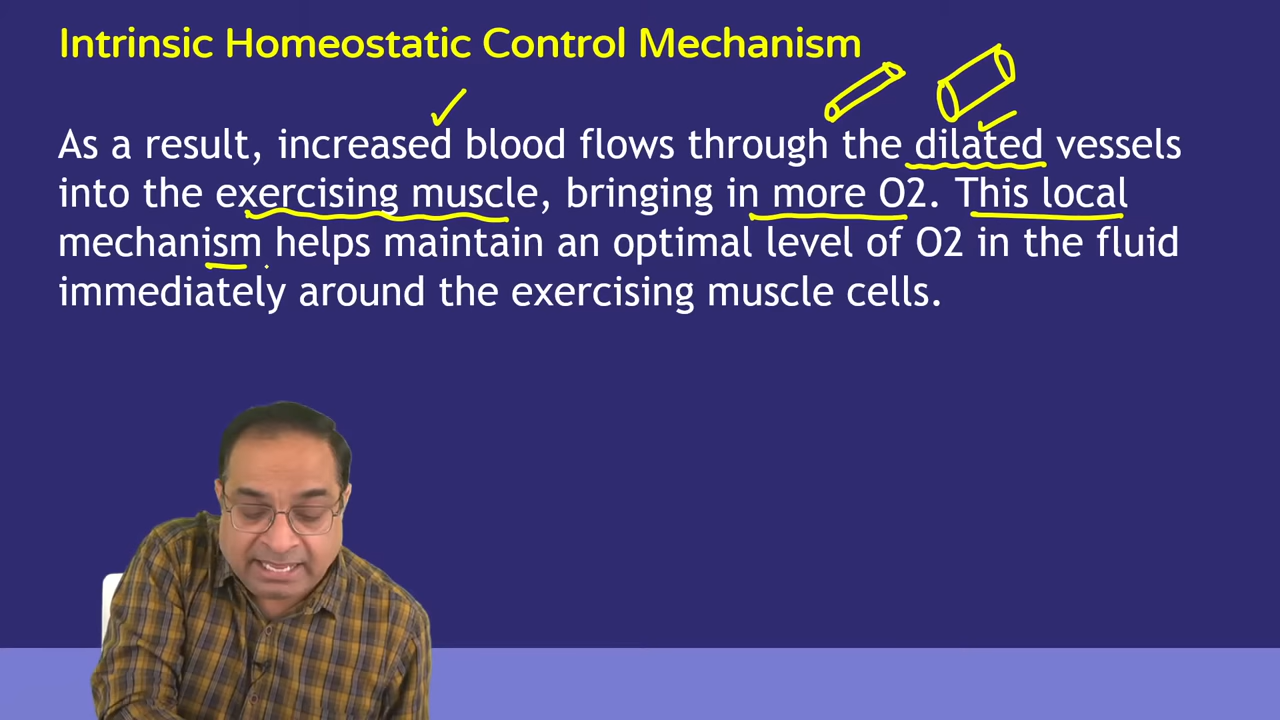 Intrinsic Homeostatic Control Mechanism
As a result, increased blood flows through the dilated vessels
into the exercising muscle, bringing in more O2. This local
mechanism helps maintain an optimal level of O2 in the fluid
immediately around the exercising muscle cells.